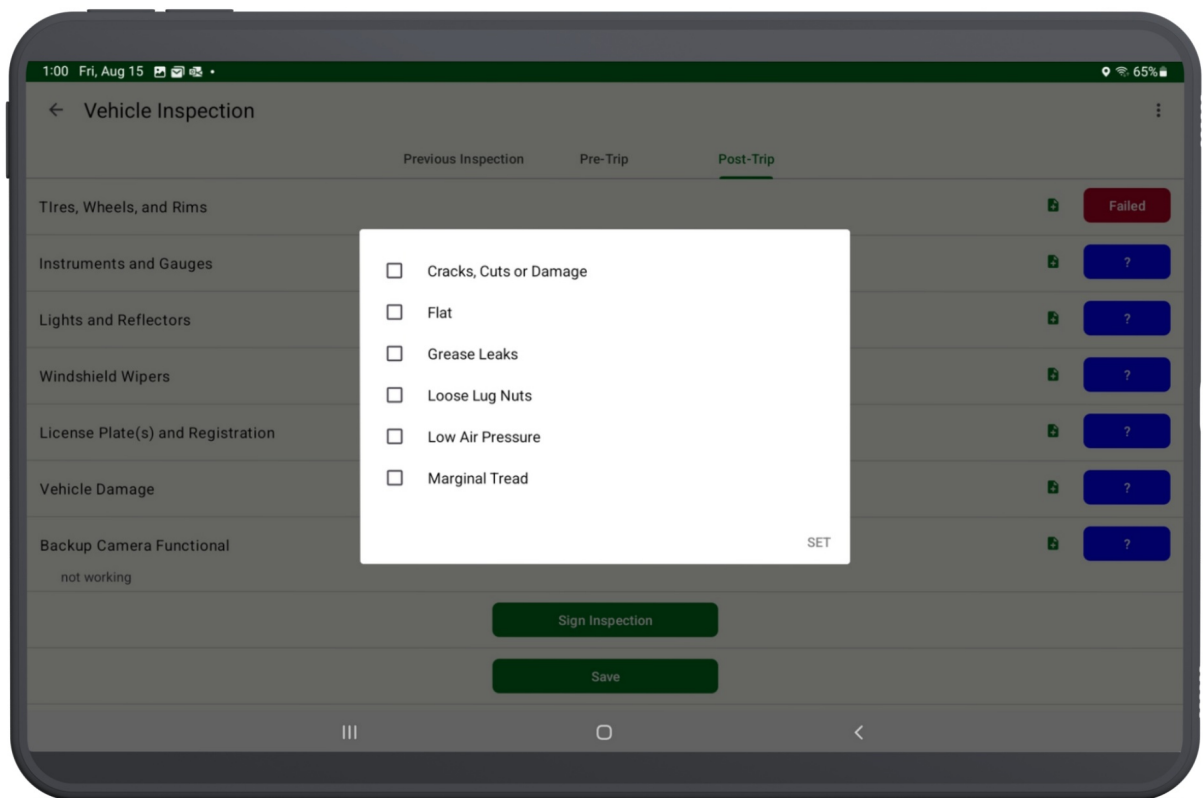 1:00 Fri, Aug 15 65%
Vehicle Inspection
Previous Inspection Pre-Trip Post-Trip
TIres, Wheels, and Rims Failed
Instruments and Gauges ?
Lights and Reflectors ?
Windshield Wipers ?
License Plate(s) and Registration ?
Vehicle Damage ?
Backup Camera Functional ?
not working
Cracks, Cuts or Damage
Flat
Grease Leaks
Loose Lug Nuts
Low Air Pressure
Marginal Tread
SET
Sign Inspection
Save